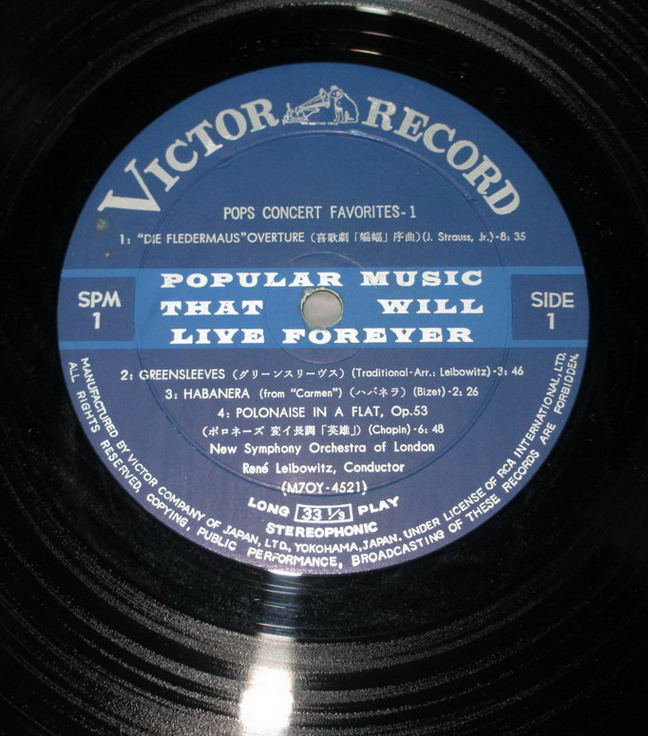 VICTOR RECORD
POPS CONCERT FAVORITES-1
1: "DIE FLEDERMAUS" OVERTURE (喜歌劇「蝙蝠」序曲) (J. Strauss, Jr.)-8: 35
SPM
1
POPULAR MUSIC
THAT WILL
LIVE FOREVER
SIDE
1
2: GREENSLEEVES (グリーンスリーヴス) (Traditional-Arr.: Leibowitz)-3: 46
3: HABANERA (from "Carmen") (ハバネラ) (Bizet)-2: 26
4: POLONAISE IN A FLAT, Op.53
(ポロネーズ 変イ長調「英雄」) (Chopin)-6: 48
New Symphony Orchestra of London
René Leibowitz, Conductor
(M7OY-4521)
LONG 33 1/3 PLAY
STEREOPHONIC
MANUFACTURED BY VICTOR COMPANY OF JAPAN, LTD., YOKOHAMA, JAPAN. UNDER LICENSE OF RCA INTERNATIONAL, LTD.
ALL RIGHTS RESERVED, COPYING, PUBLIC PERFORMANCE, BROADCASTING OF THESE RECORDS ARE FORBIDDEN.